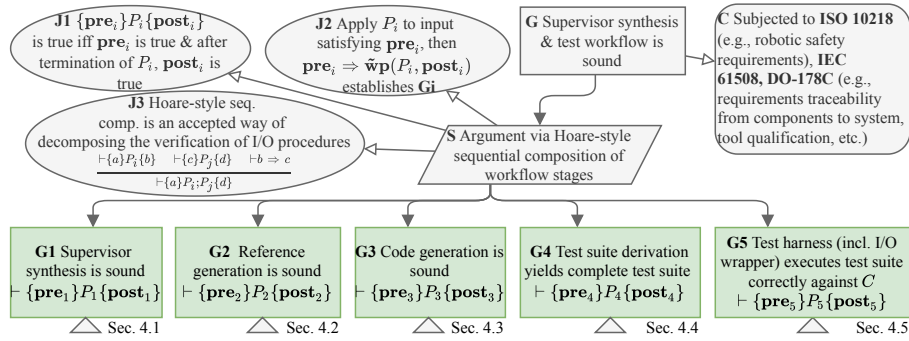 J1 {pre_i}P_i{post_i}
is true iff pre_i is true & after
termination of P_i, post_i is
true
J2 Apply P_i to input
satisfying pre_i, then
pre_i ⇒ w̃p(P_i, post_i)
establishes Gi
G Supervisor synthesis
& test workflow is
sound
C Subjected to ISO 10218
(e.g., robotic safety
requirements), IEC
61508, DO-178C (e.g.,
requirements traceability
from components to system,
tool qualification, etc.)
J3 Hoare-style seq.
comp. is an accepted way of
decomposing the verification of I/O procedures
⊢{a}P_i{b} ⊢{c}P_j{d} ⊢b ⇒ c
⊢{a}P_i;P_j{d}
S Argument via Hoare-style
sequential composition of
workflow stages
G1 Supervisor
synthesis is sound
⊢ {pre_1}P_1{post_1}
Sec. 4.1
G2 Reference
generation is sound
⊢ {pre_2}P_2{post_2}
Sec. 4.2
G3 Code generation is
sound
⊢ {pre_3}P_3{post_3}
Sec. 4.3
G4 Test suite derivation
yields complete test suite
⊢ {pre_4}P_4{post_4}
Sec. 4.4
G5 Test harness (incl. I/O
wrapper) executes test suite
correctly against C
⊢ {pre_5}P_5{post_5}
Sec. 4.5